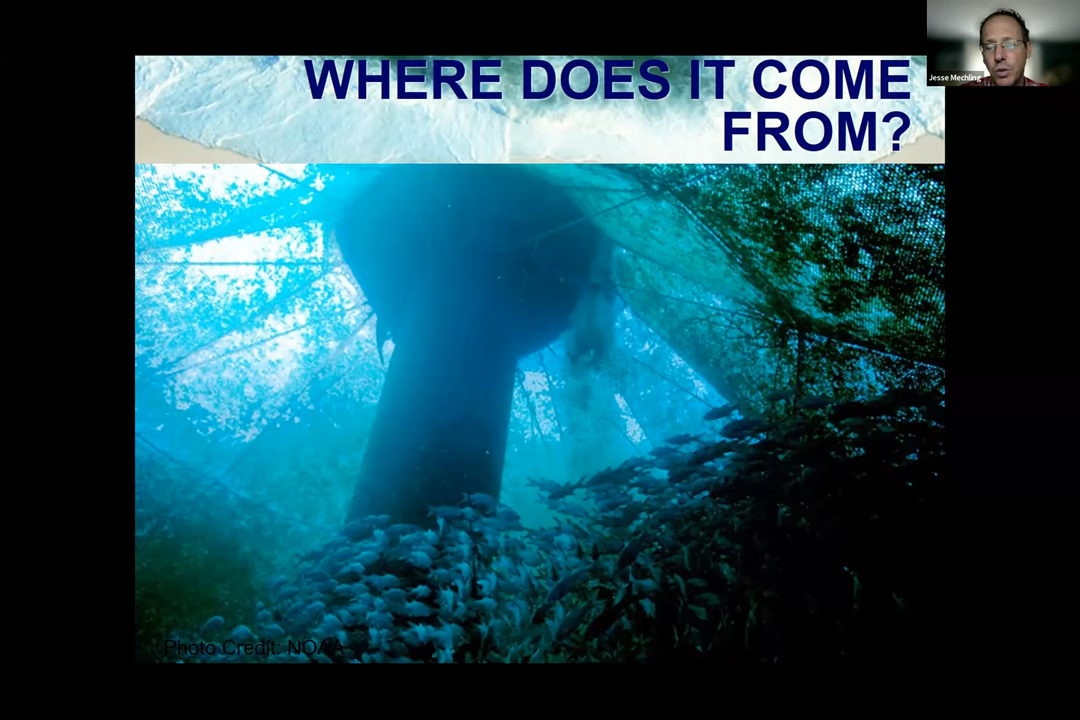 WHERE DOES IT COME
FROM?
Jesse Mechling
Photo Credit: NOAA